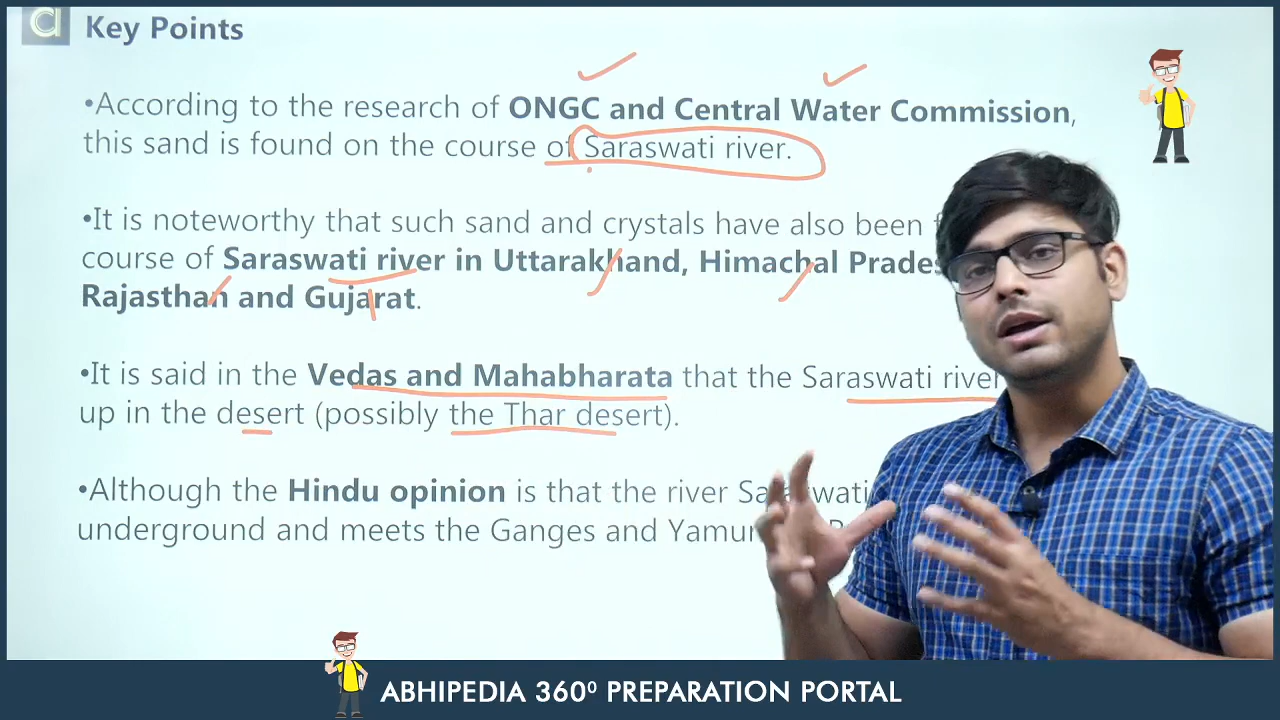 a Key Points
•According to the research of ONGC and Central Water Commission,
this sand is found on the course of Saraswati river.
•It is noteworthy that such sand and crystals have also been
course of Saraswati river in Uttarakhand, Himachal
Rajasthan and Gujarat.
•It is said in the Vedas and Mahabharata that the Saraswati river
up in the desert (possibly the Thar desert).
•Although the Hindu opinion is that the river Saraswati
underground and meets the Ganges and
ABHIPEDIA 360⁰ PREPARATION PORTAL